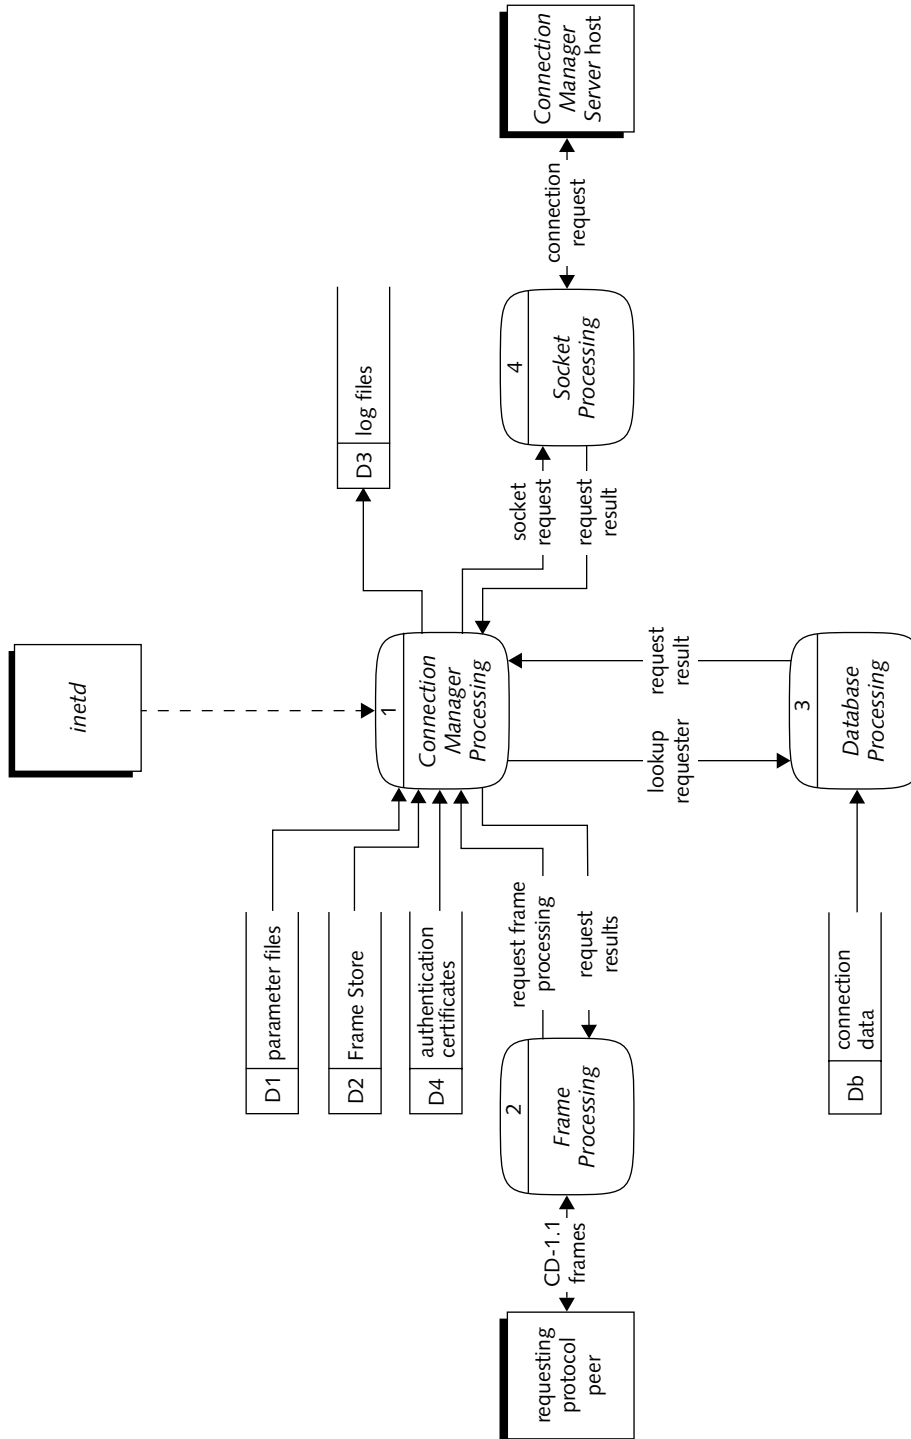 inetd
D1
parameter files
D2
Frame Store
D4
authentication
certificates
D3
log files
1
Connection
Manager
Processing
requesting
protocol
peer
CD-1.1
frames
2
Frame
Processing
request frame
processing
request
results
socket
request
request
result
4
Socket
Processing
connection
request
Connection
Manager
Server host
lookup
requester
request
result
Db
connection
data
3
Database
Processing